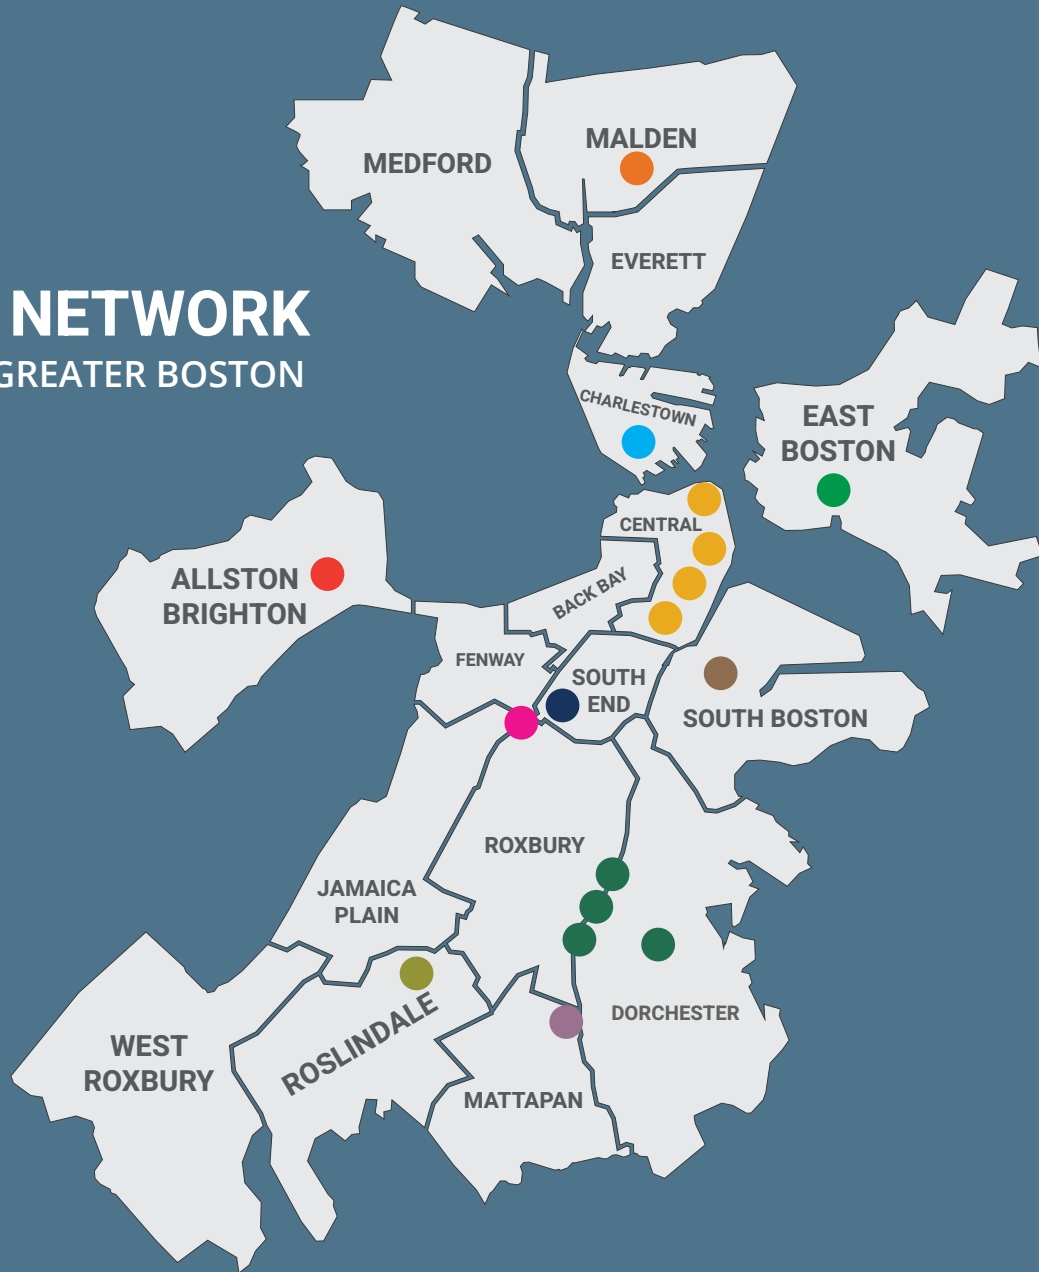 MALDEN
MEDFORD
EVERETT
NETWORK
GREATER BOSTON
CHARLESTOWN
EAST
BOSTON
CENTRAL
ALLSTON
BRIGHTON
BACK BAY
FENWAY
SOUTH
END
SOUTH BOSTON
ROXBURY
JAMAICA
PLAIN
ROSLINDALE
DORCHESTER
WEST
ROXBURY
MATTAPAN